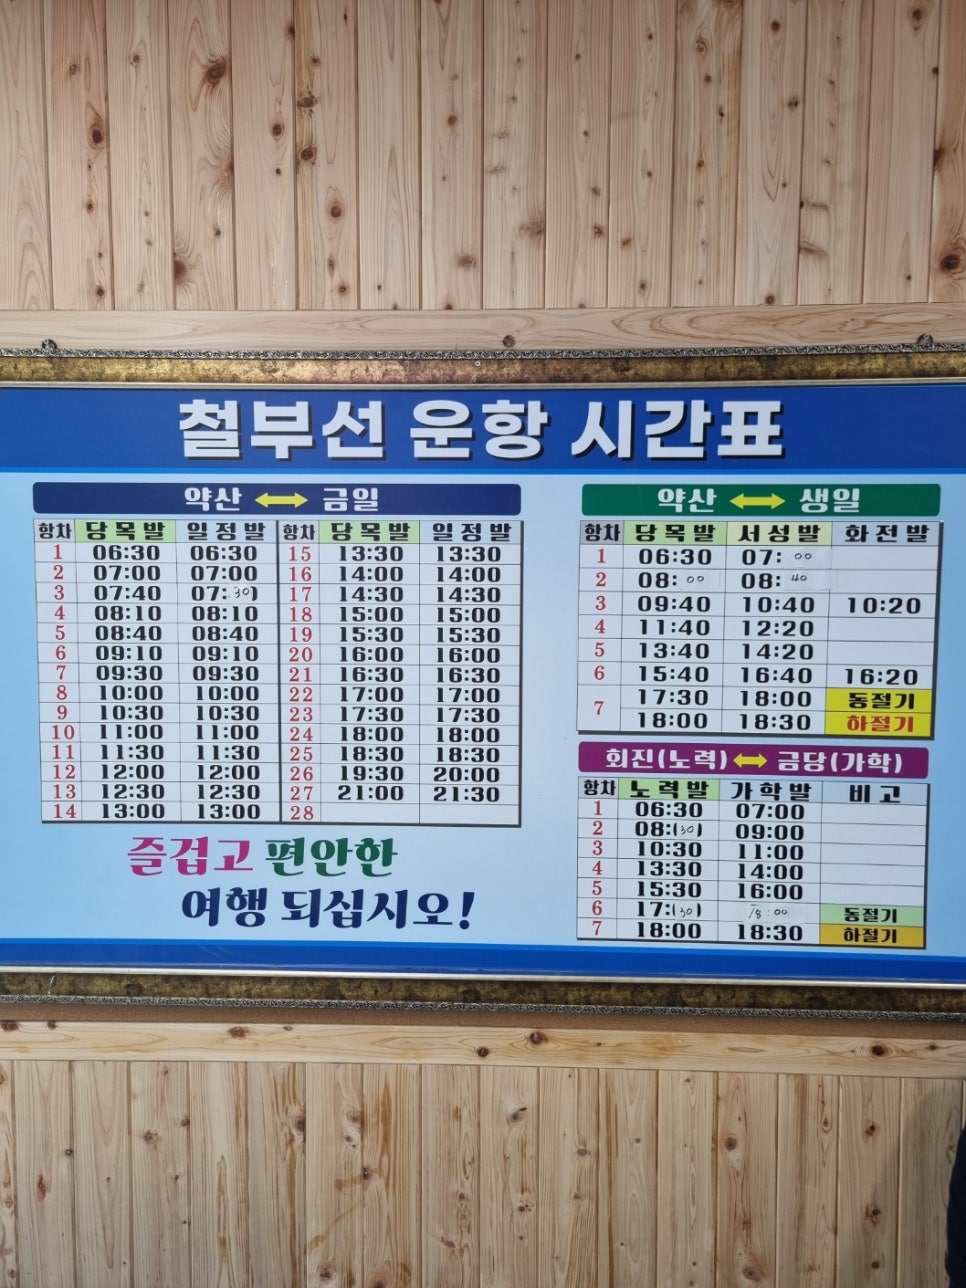 철부선 운항 시간표
약산 ↔ 금일
항차 당목발 일정발 항차 당목발 일정발
1 06:30 06:30 15 13:30 13:30
2 07:00 07:00 16 14:00 14:00
3 07:40 07:30 17 14:30 14:30
4 08:10 08:10 18 15:00 15:00
5 08:40 08:40 19 15:30 15:30
6 09:10 09:10 20 16:00 16:00
7 09:30 09:30 21 16:30 16:30
8 10:00 10:00 22 17:00 17:00
9 10:30 10:30 23 17:30 17:30
10 11:00 11:00 24 18:00 18:00
11 11:30 11:30 25 18:30 18:30
12 12:00 12:00 26 19:30 20:00
13 12:30 12:30 27 21:00 21:30
14 13:00 13:00 28
즐겁고 편안한
여행 되십시오!
약산 ↔ 생일
항차 당목발 서성발 화전발
1 06:30 07:00
2 08:00 08:40
3 09:40 10:40 10:20
4 11:40 12:20
5 13:40 14:20
6 15:40 16:40 16:20
7 17:30 18:00 동절기
18:00 18:30 하절기
회진(노력) ↔ 금당(가학)
항차 노력발 가학발 비고
1 06:30 07:00
2 08:(30) 09:00
3 10:30 11:00
4 13:30 14:00
5 15:30 16:00
6 17:(30) 18:00 동절기
7 18:00 18:30 하절기